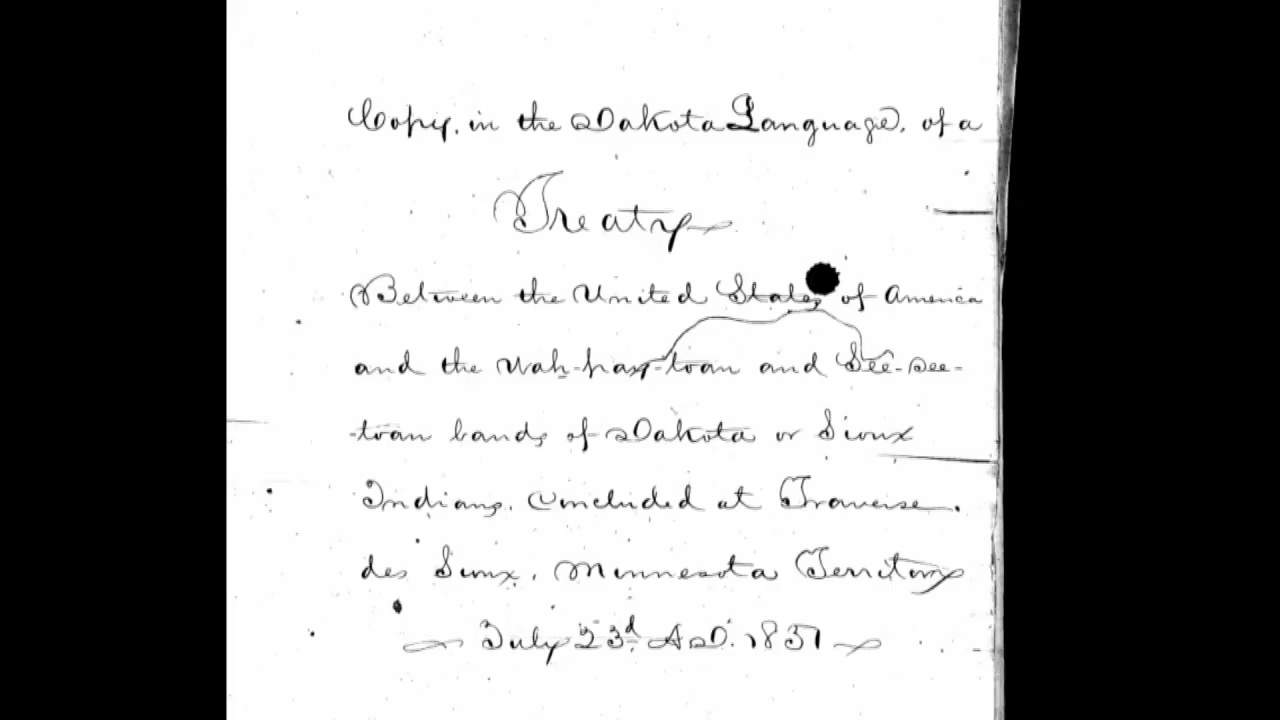 Copy, in the Dakota Language, of a
Treaty
Between the United States of America
and the Wah-pay-toan and See-see-
-toan bands of Dakota or Sioux
Indians. Concluded at Traverse.
des Sioux, Minnesota Territory
July 23d. A.D. 1851